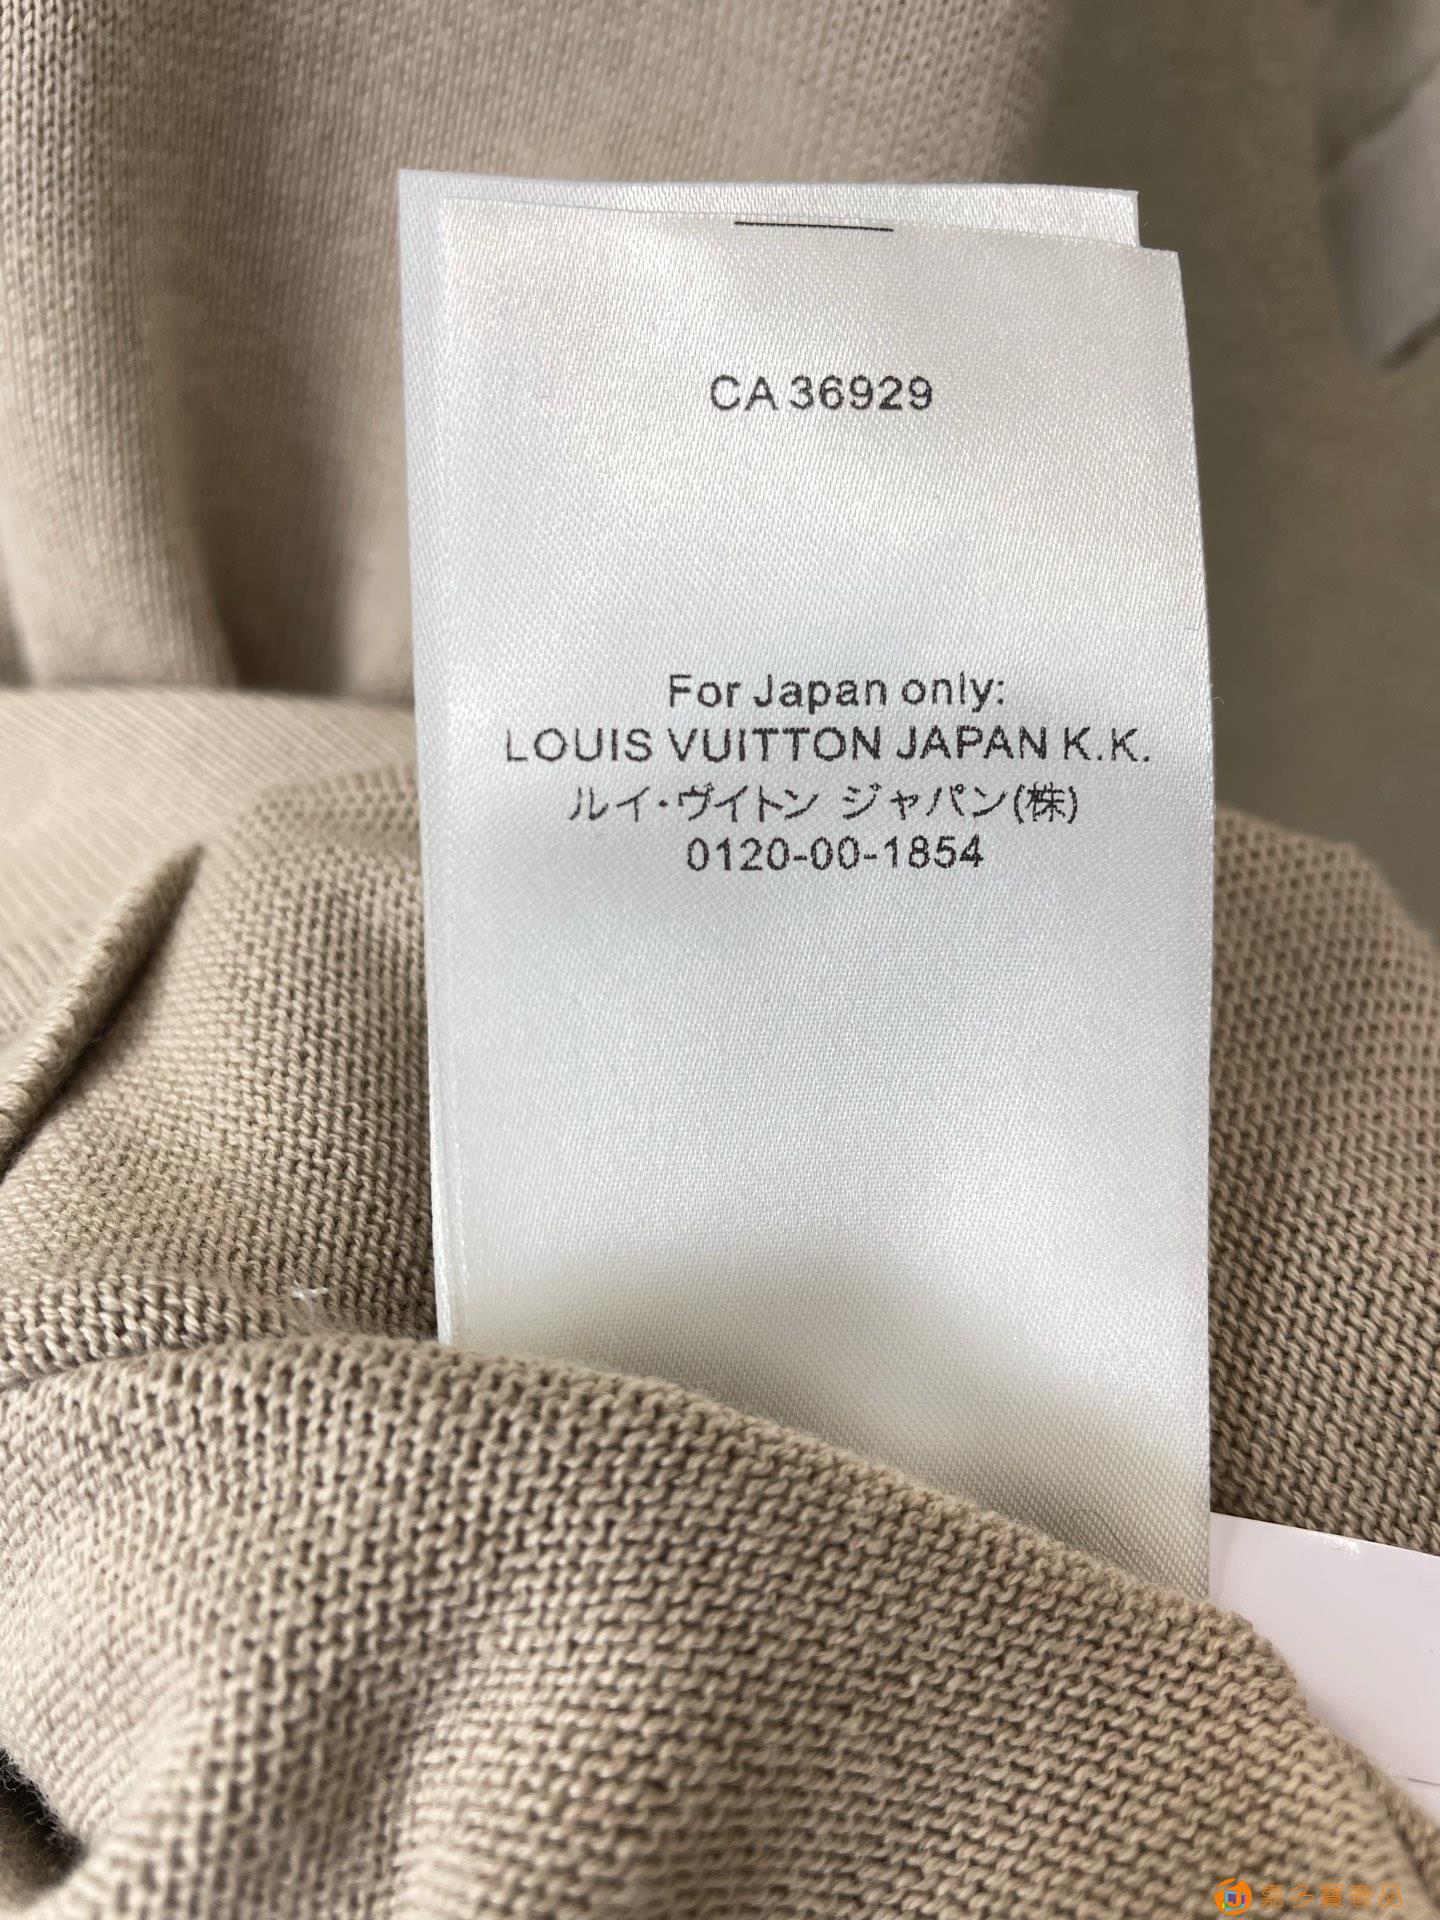 CA 36929
For Japan only:
LOUIS VUITTON JAPAN K.K.
ルイ・ヴイトン ジャパン(株)
0120-00-1854